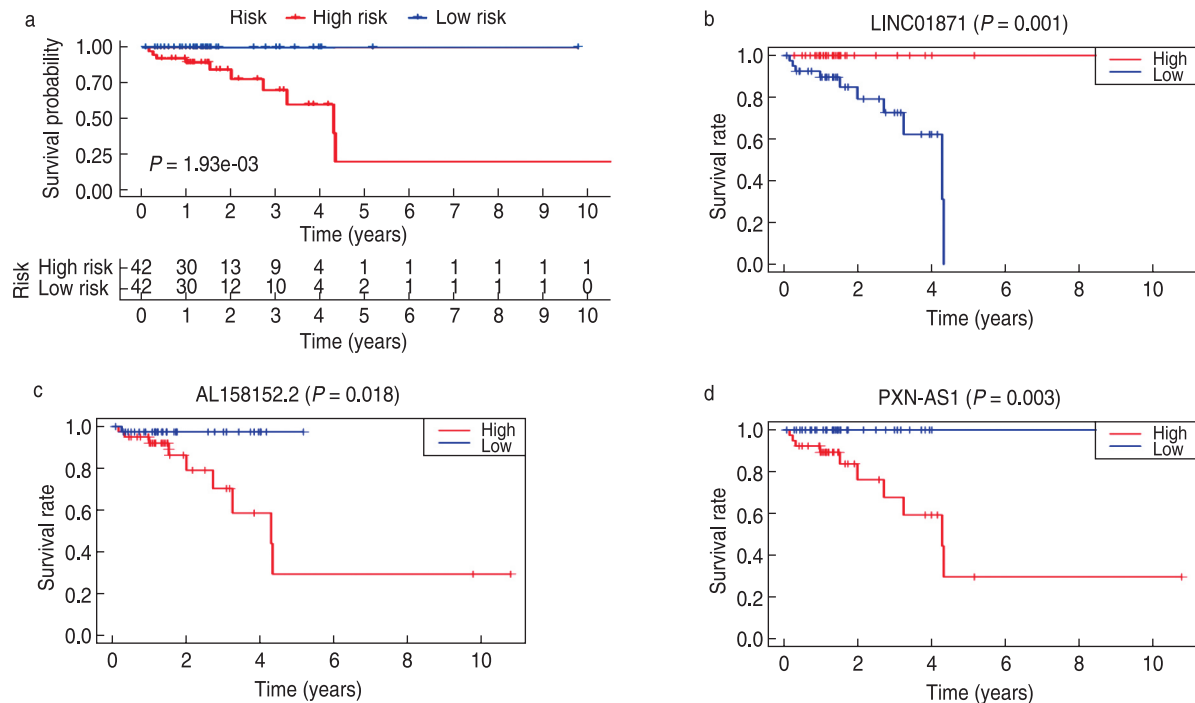 a
Risk High risk Low risk
1.00
0.70
0.50
0.25
0.00
Survival probability
P = 1.93e-03
0 1 2 3 4 5 6 7 8 9 10
Time (years)
Risk
High risk 42 30 13 9 4 1 1 1 1 1 1
Low risk 42 30 12 10 4 2 1 1 1 1 0
0 1 2 3 4 5 6 7 8 9 10
Time (years)
b
LINC01871 (P = 0.001)
High
Low
1.0
0.8
0.6
0.4
0.2
0.0
Survival rate
0 2 4 6 8 10
Time (years)
c
AL158152.2 (P = 0.018)
High
Low
1.0
0.8
0.6
0.4
0.2
0.0
Survival rate
0 2 4 6 8 10
Time (years)
d
PXN-AS1 (P = 0.003)
High
Low
1.0
0.8
0.6
0.4
0.2
0.0
Survival rate
0 2 4 6 8 10
Time (years)